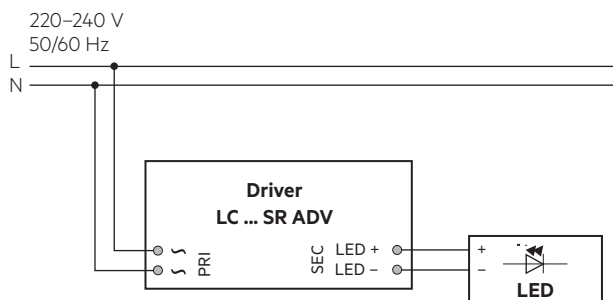 220–240 V
50/60 Hz
L
N
Driver
LC ... SR ADV
~ PRI SEC LED +
~ LED –
+
–
LED